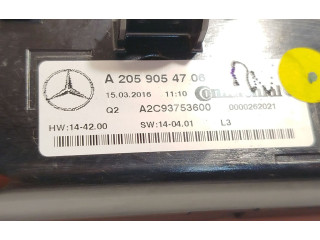 A 205 905 47 06
15.03.2016 11:10
Q2 A2C93753600 0000262021
HW:14-42.00 SW:14-04.01 L3